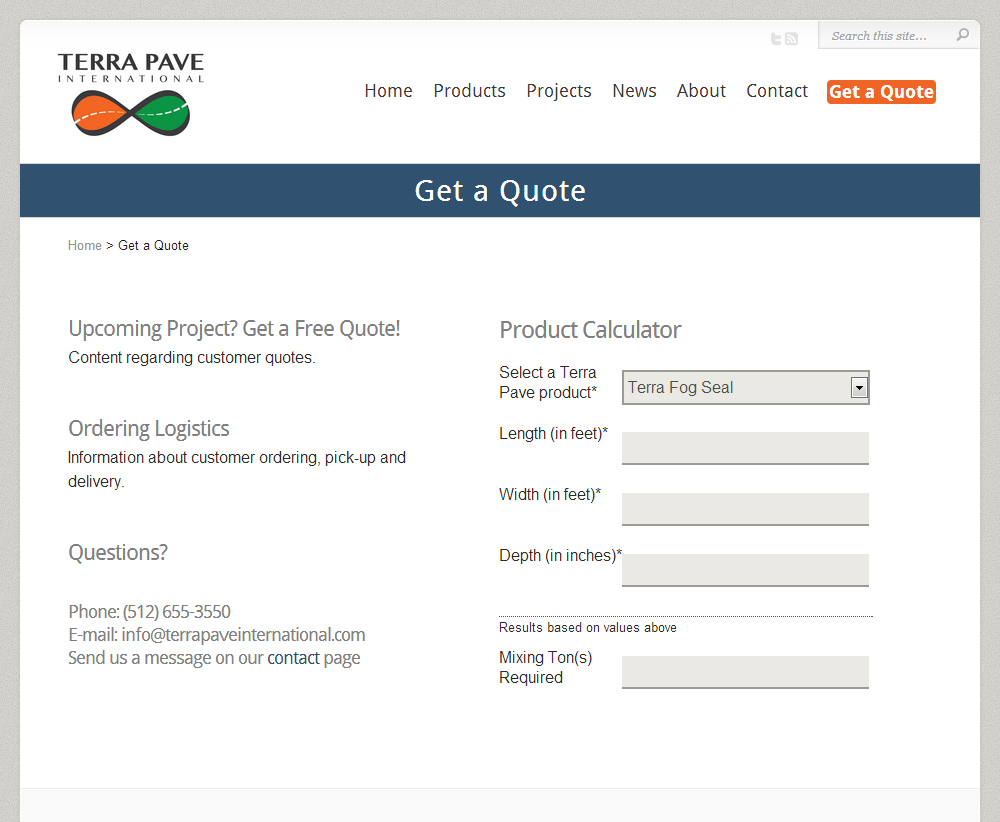 Search this site...
TERRA PAVE
INTERNATIONAL
Home Products Projects News About Contact Get a Quote
Get a Quote
Home > Get a Quote
Upcoming Project? Get a Free Quote!
Content regarding customer quotes.
Ordering Logistics
Information about customer ordering, pick-up and
delivery.
Questions?
Phone: (512) 655-3550
E-mail: info@terrapaveinternational.com
Send us a message on our contact page
Product Calculator
Select a Terra
Pave product*
Terra Fog Seal
Length (in feet)*
Width (in feet)*
Depth (in inches)*
Results based on values above
Mixing Ton(s)
Required